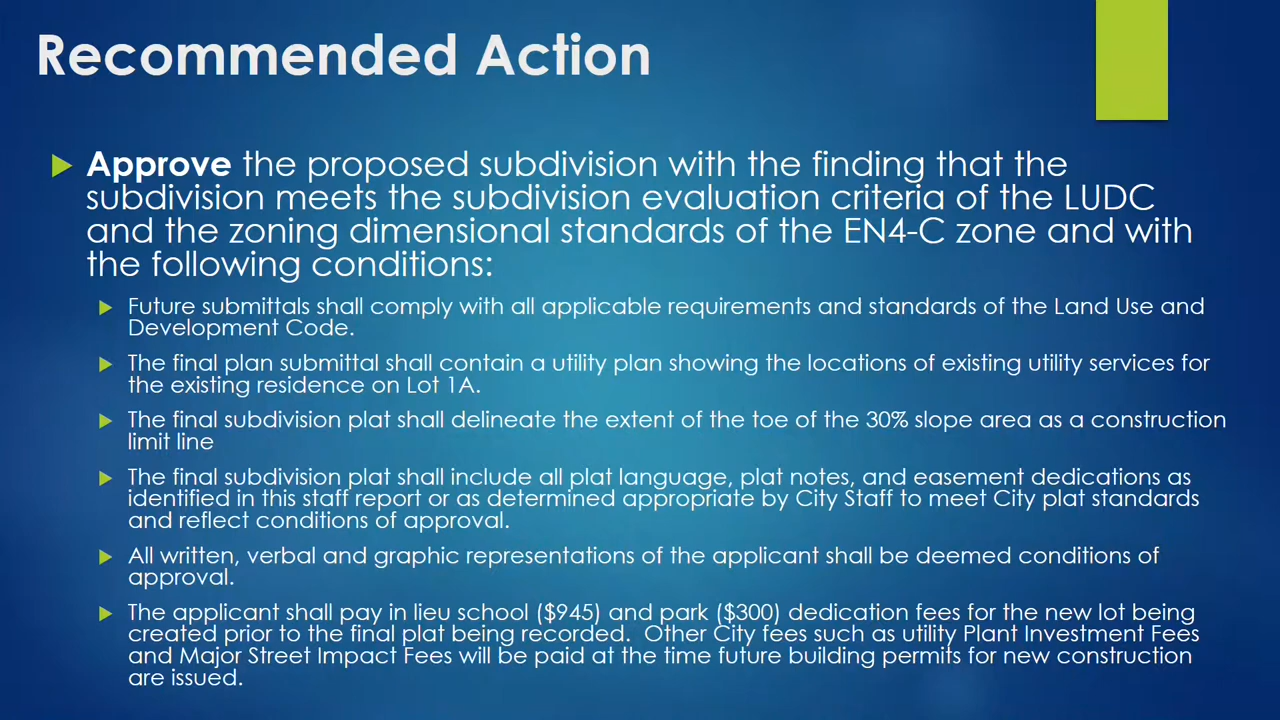 Recommended Action
Approve the proposed subdivision with the finding that the
subdivision meets the subdivision evaluation criteria of the LUDC
and the zoning dimensional standards of the EN4-C zone and with
the following conditions:
Future submittals shall comply with all applicable requirements and standards of the Land Use and
Development Code.
The final plan submittal shall contain a utility plan showing the locations of existing utility services for
the existing residence on Lot 1A.
The final subdivision plat shall delineate the extent of the toe of the 30% slope area as a construction
limit line
The final subdivision plat shall include all plat language, plat notes, and easement dedications as
identified in this staff report or as determined appropriate by City Staff to meet City plat standards
and reflect conditions of approval.
All written, verbal and graphic representations of the applicant shall be deemed conditions of
approval.
The applicant shall pay in lieu school ($945) and park ($300) dedication fees for the new lot being
created prior to the final plat being recorded.  Other City fees such as utility Plant Investment Fees
and Major Street Impact Fees will be paid at the time future building permits for new construction
are issued.